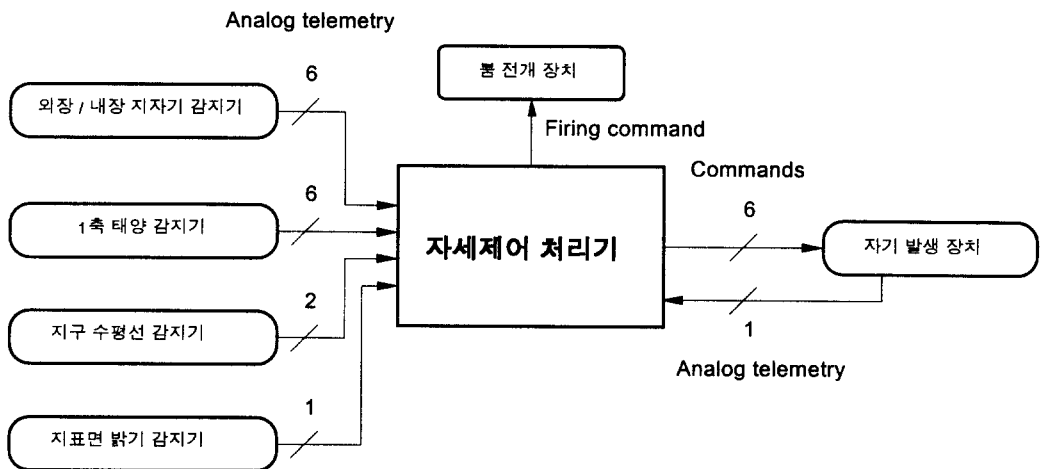 Analog telemetry
붐 전개 장치
6
외장 / 내장 지자기 감지기
Firing command
Commands
6
1축 태양 감지기
자세제어 처리기
6
자기 발생 장치
2
지구 수평선 감지기
1
Analog telemetry
1
지표면 밝기 감지기